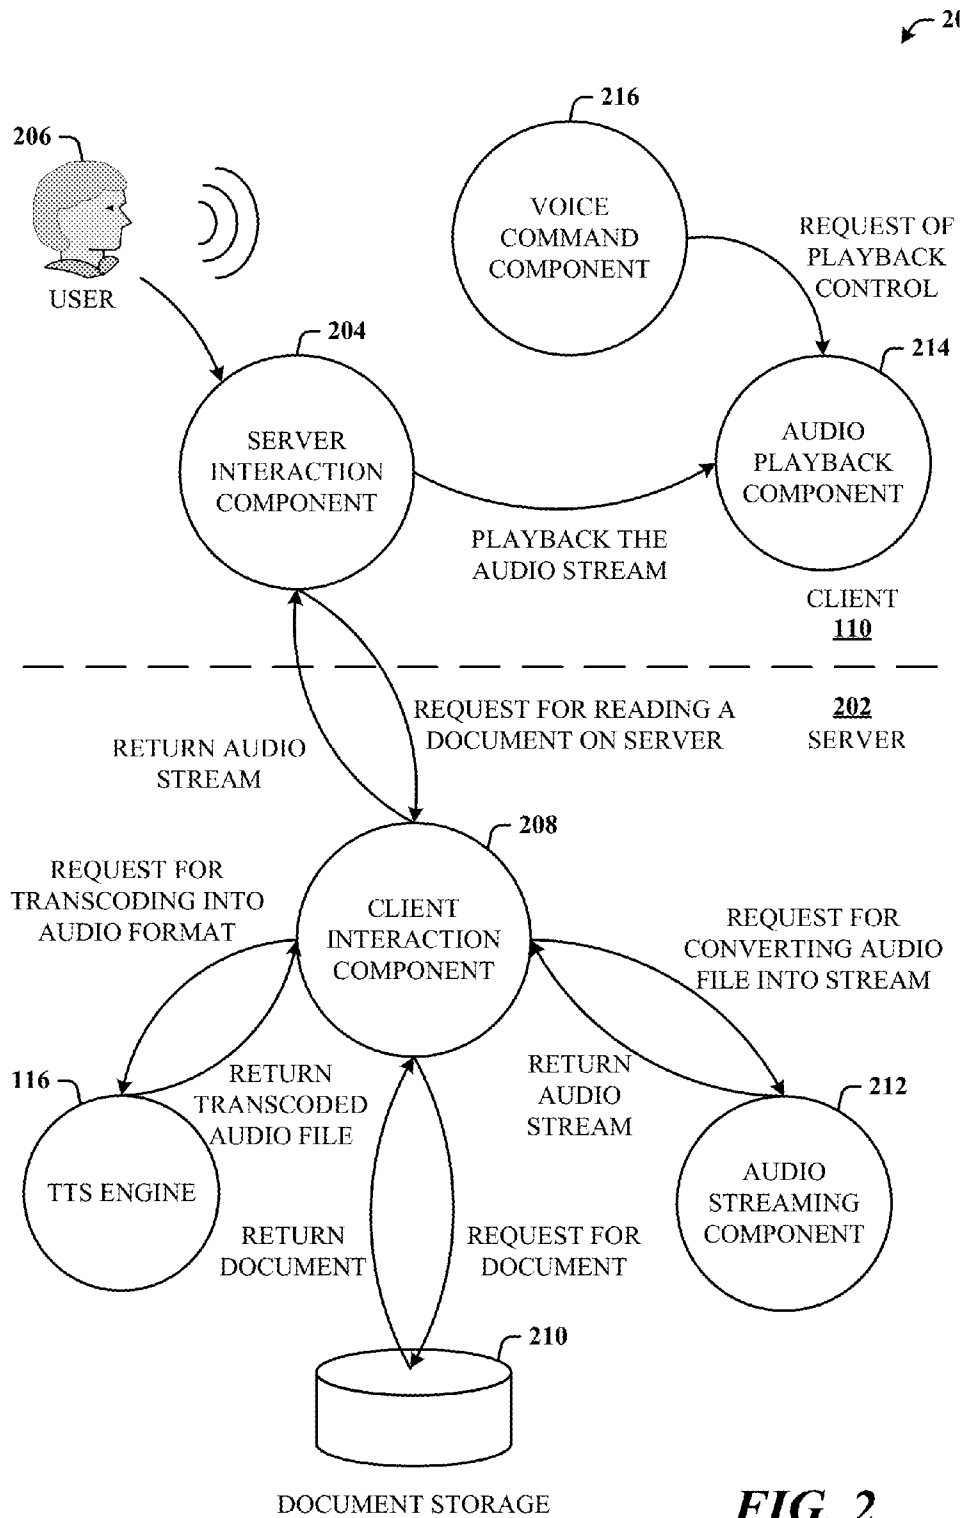 20
216
206
VOICE
COMMAND
COMPONENT
REQUEST OF
PLAYBACK
CONTROL
USER
204
214
SERVER
INTERACTION
COMPONENT
AUDIO
PLAYBACK
COMPONENT
PLAYBACK THE
AUDIO STREAM
CLIENT
110
202
SERVER
REQUEST FOR READING A
DOCUMENT ON SERVER
RETURN AUDIO
STREAM
208
REQUEST FOR
TRANSCODING INTO
AUDIO FORMAT
CLIENT
INTERACTION
COMPONENT
REQUEST FOR
CONVERTING AUDIO
FILE INTO STREAM
116
RETURN
TRANSCODED
AUDIO FILE
RETURN
AUDIO
STREAM
212
TTS ENGINE
AUDIO
STREAMING
COMPONENT
RETURN
DOCUMENT
REQUEST FOR
DOCUMENT
210
DOCUMENT STORAGE
FIG. 2